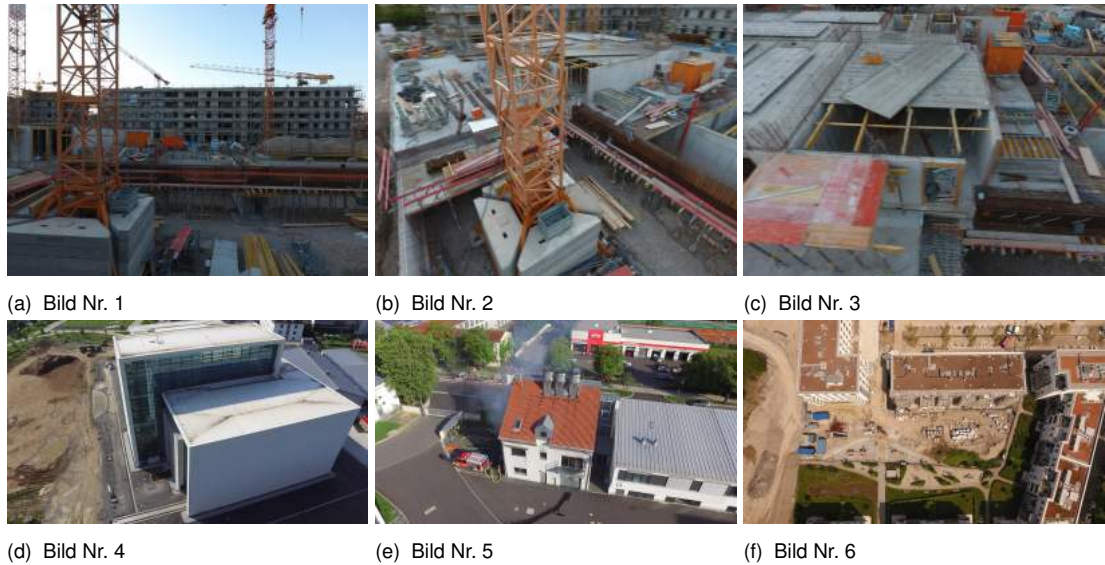 (a) Bild Nr. 1
(b) Bild Nr. 2
(c) Bild Nr. 3
(d) Bild Nr. 4
(e) Bild Nr. 5
(f) Bild Nr. 6